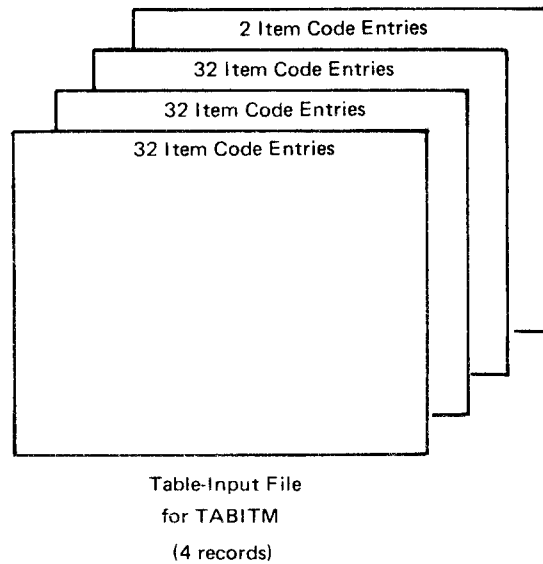 2 Item Code Entries
32 Item Code Entries
32 Item Code Entries
32 Item Code Entries
Table-Input File
for TABITM
(4 records)